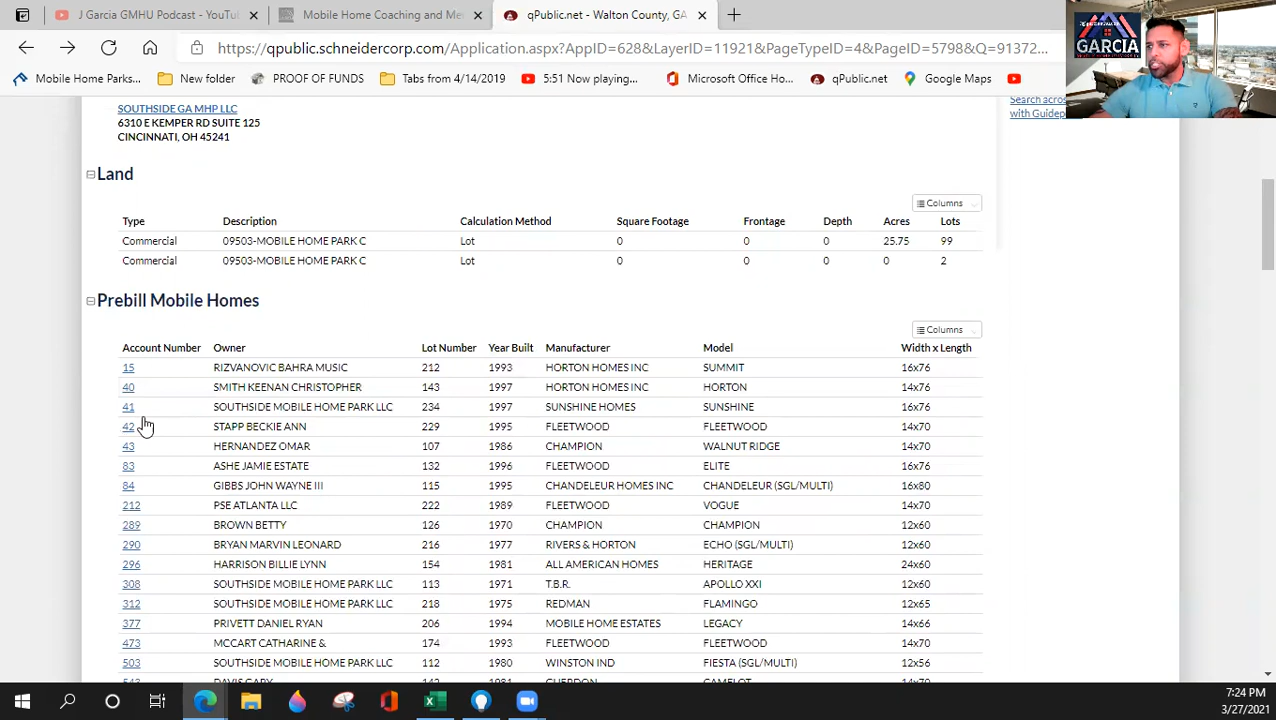 J Garcia GMHU Podcast - YouTu
Mobile Home Coaching and Me
qPublic.net - Walton County, GA
https://qpublic.schneidercorp.com/Application.aspx?AppID=628&LayerID=11921&PageTypeID=4&PageID=5798&Q=91372...
Mobile Home Parks...
New folder
PROOF OF FUNDS
Tabs from 4/14/2019
5:51 Now playing...
Microsoft Office Ho...
qPublic.net
Google Maps
GARCIA
SOUTHSIDE GA MHP LLC
6310 E KEMPER RD SUITE 125
CINCINNATI, OH 45241
Search across
with Guidep
Land
Columns
Type Description Calculation Method Square Footage Frontage Depth Acres Lots
Commercial 09503-MOBILE HOME PARK C Lot 0 0 0 25.75 99
Commercial 09503-MOBILE HOME PARK C Lot 0 0 0 0 2
Prebill Mobile Homes
Columns
Account Number Owner Lot Number Year Built Manufacturer Model Width x Length
15 RIZVANOVIC BAHRA MUSIC 212 1993 HORTON HOMES INC SUMMIT 16x76
40 SMITH KEENAN CHRISTOPHER 143 1997 HORTON HOMES INC HORTON 14x76
41 SOUTHSIDE MOBILE HOME PARK LLC 234 1997 SUNSHINE HOMES SUNSHINE 16x76
42 STAPP BECKIE ANN 229 1995 FLEETWOOD FLEETWOOD 14x70
43 HERNANDEZ OMAR 107 1986 CHAMPION WALNUT RIDGE 14x70
83 ASHE JAMIE ESTATE 132 1996 FLEETWOOD ELITE 16x76
84 GIBBS JOHN WAYNE III 115 1995 CHANDELEUR HOMES INC CHANDELEUR (SGL/MULTI) 16x80
212 PSE ATLANTA LLC 222 1989 FLEETWOOD VOGUE 14x70
289 BROWN BETTY 126 1970 CHAMPION CHAMPION 12x60
290 BRYAN MARVIN LEONARD 216 1977 RIVERS & HORTON ECHO (SGL/MULTI) 12x60
296 HARRISON BILLIE LYNN 154 1981 ALL AMERICAN HOMES HERITAGE 24x60
308 SOUTHSIDE MOBILE HOME PARK LLC 113 1971 T.B.R. APOLLO XXI 12x60
312 SOUTHSIDE MOBILE HOME PARK LLC 218 1975 REDMAN FLAMINGO 12x65
377 PRIVETT DANIEL RYAN 206 1994 MOBILE HOME ESTATES LEGACY 14x66
473 MCCART CATHARINE & 174 1993 FLEETWOOD FLEETWOOD 14x70
503 SOUTHSIDE MOBILE HOME PARK LLC 112 1980 WINSTON IND FIESTA (SGL/MULTI) 12x56
7:24 PM
3/27/2021